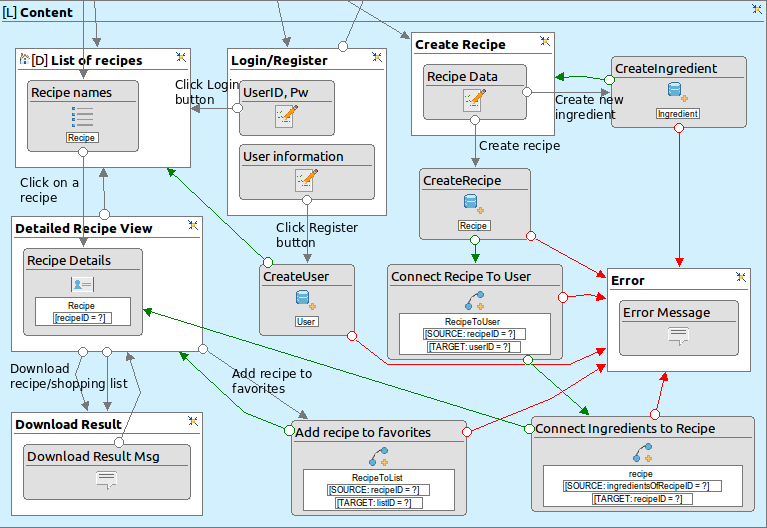 [L] Content
[D] List of recipes
Recipe names
Recipe
Click Login
button
Login/Register
UserID, Pw
User information
Create Recipe
Recipe Data
CreateIngredient
Ingredient
Create new
ingredient
Create recipe
CreateRecipe
Recipe
Click on a
recipe
Click Register
button
Detailed Recipe View
Recipe Details
Recipe
[recipeID = ?]
CreateUser
User
Connect Recipe To User
RecipeToUser
[SOURCE: recipeID = ?]
[TARGET: userID = ?]
Error
Error Message
Download
recipe/shopping list
Add recipe to
favorites
Download Result
Download Result Msg
Add recipe to favorites
RecipeToList
[SOURCE: recipeID = ?]
[TARGET: listID = ?]
Connect Ingredients to Recipe
recipe
[SOURCE: ingredientsOfRecipeID = ?]
[TARGET: recipeID = ?]